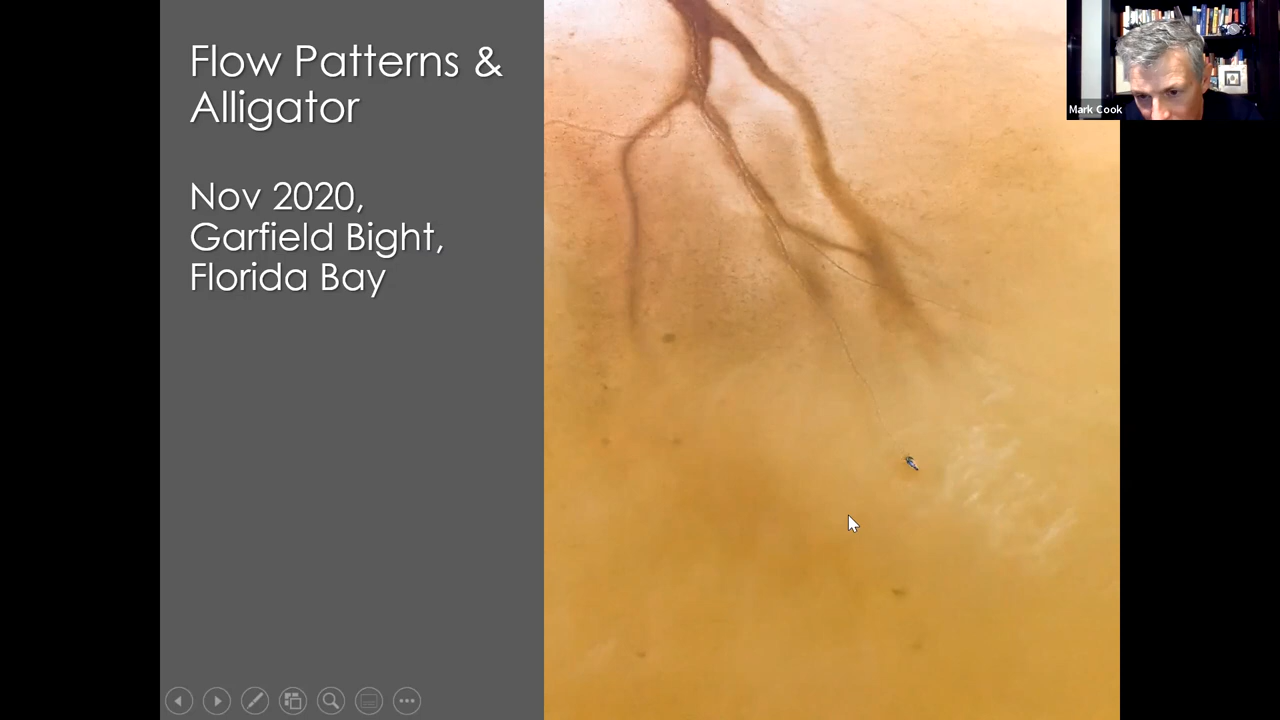 Flow Patterns &
Alligator
Nov 2020,
Garfield Bight,
Florida Bay
Mark Cook